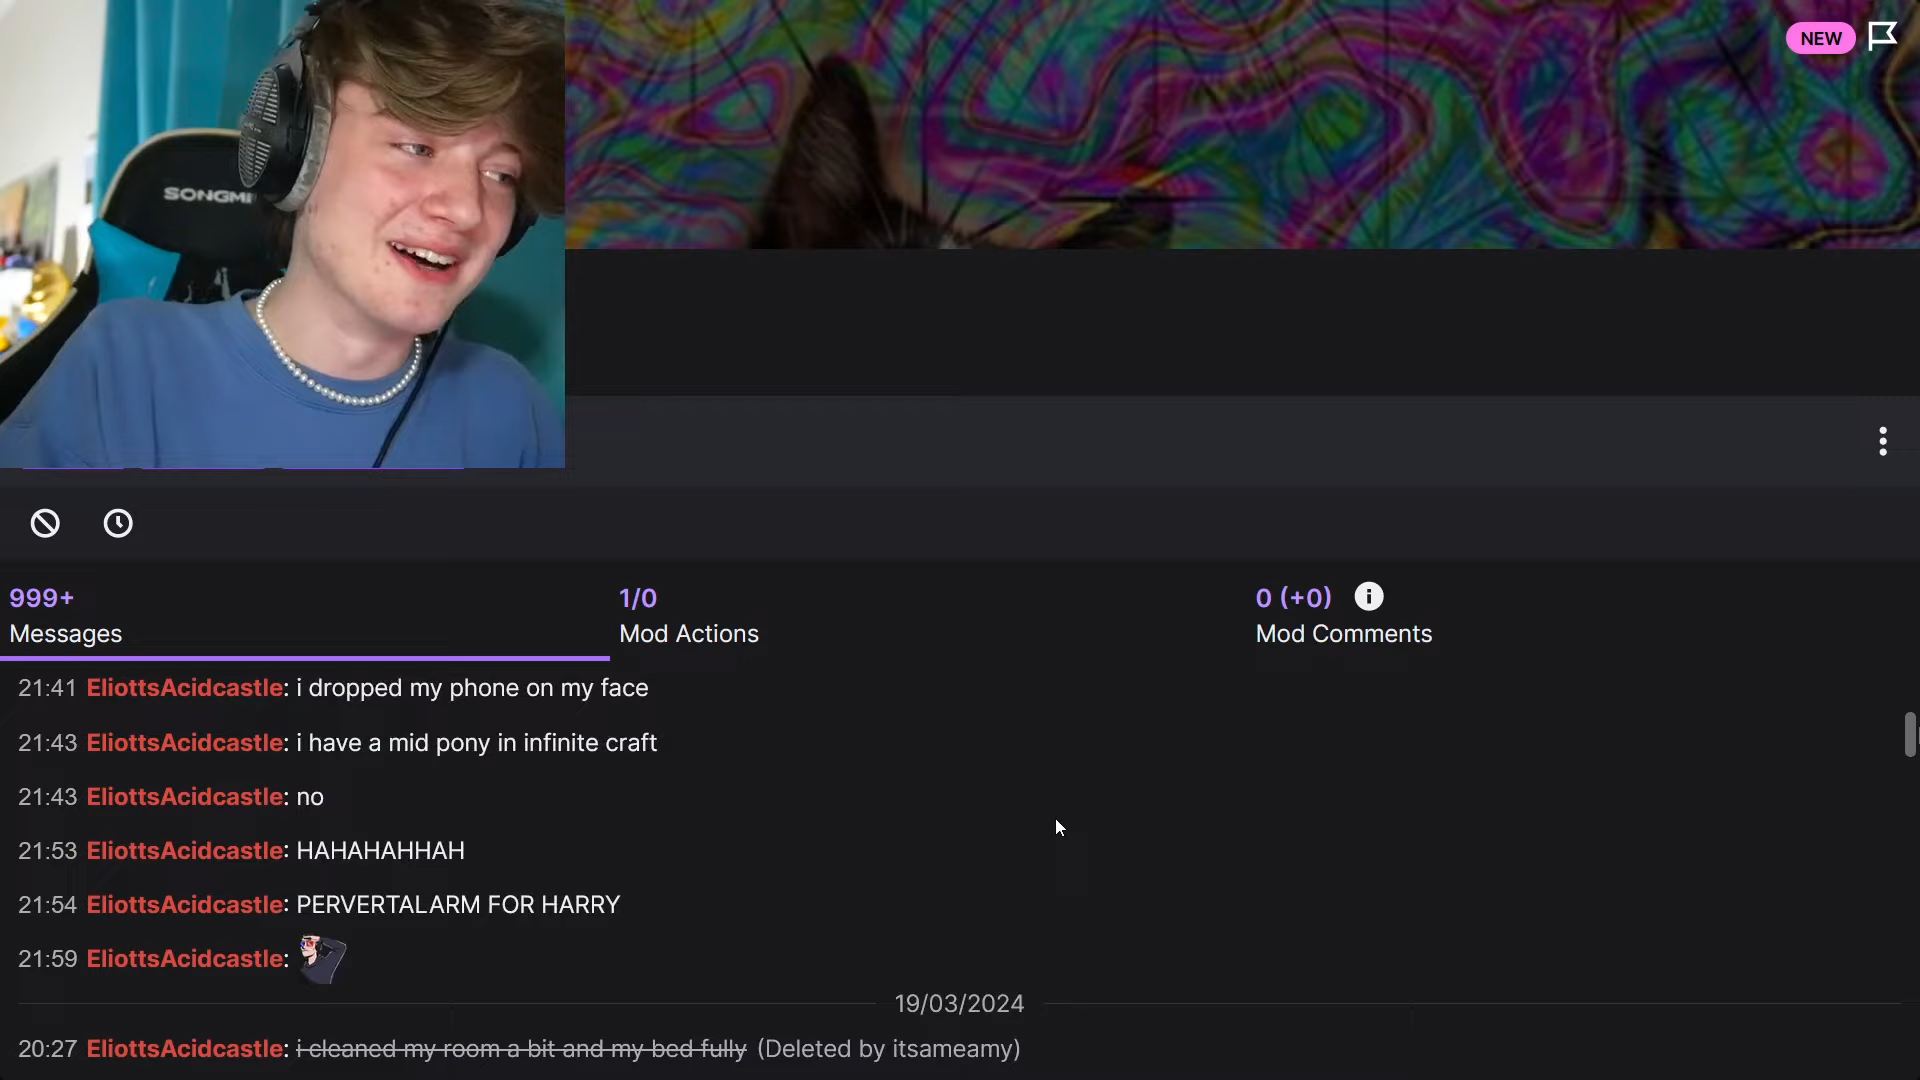 NEW
SONGMI
999+
Messages
1/0
Mod Actions
0 (+0)
Mod Comments
21:41 EliottsAcidcastle: i dropped my phone on my face
21:43 EliottsAcidcastle: i have a mid pony in infinite craft
21:43 EliottsAcidcastle: no
21:53 EliottsAcidcastle: HAHAHAHHAH
21:54 EliottsAcidcastle: PERVERTALARM FOR HARRY
21:59 EliottsAcidcastle:
19/03/2024
20:27 EliottsAcidcastle: i cleaned my room a bit and my bed fully (Deleted by itsameamy)